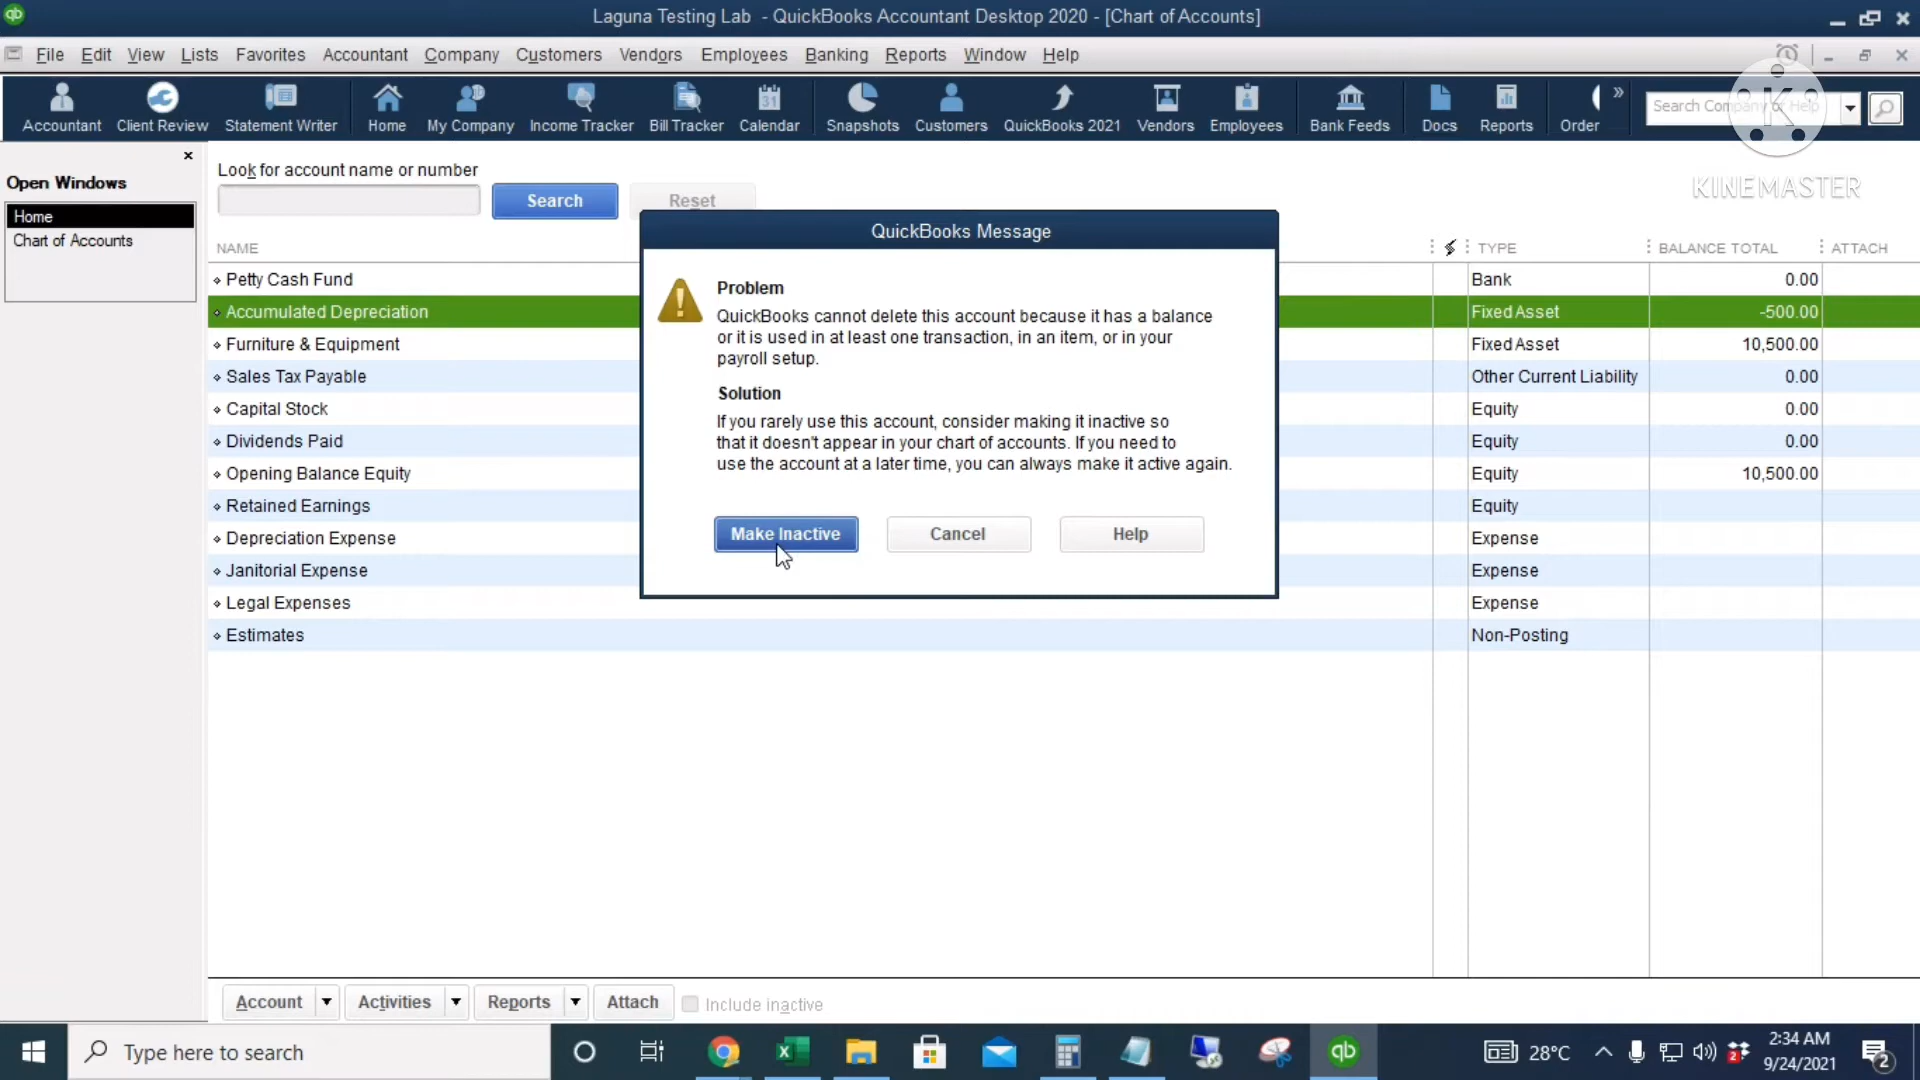 Laguna Testing Lab - QuickBooks Accountant Desktop 2020 - [Chart of Accounts]
File Edit View Lists Favorites Accountant Company Customers Vendors Employees Banking Reports Window Help
Accountant Client Review Statement Writer Home My Company Income Tracker Bill Tracker Calendar Snapshots Customers QuickBooks 2021 Vendors Employees Bank Feeds Docs Reports Order
Search Company or Help
K
KINEMASTER
Open Windows
Home
Chart of Accounts
Look for account name or number
Search Reset
NAME TYPE BALANCE TOTAL ATTACH
Petty Cash Fund Bank 0.00
Accumulated Depreciation Fixed Asset -500.00
Furniture & Equipment Fixed Asset 10,500.00
Sales Tax Payable Other Current Liability 0.00
Capital Stock Equity 0.00
Dividends Paid Equity 0.00
Opening Balance Equity Equity 10,500.00
Retained Earnings Equity
Depreciation Expense Expense
Janitorial Expense Expense
Legal Expenses Expense
Estimates Non-Posting
QuickBooks Message
Problem
QuickBooks cannot delete this account because it has a balance
or it is used in at least one transaction, in an item, or in your
payroll setup.
Solution
If you rarely use this account, consider making it inactive so
that it doesn't appear in your chart of accounts. If you need to
use the account at a later time, you can always make it active again.
Make Inactive Cancel Help
Account Activities Reports Attach Include inactive
Type here to search
qb
28°C
2:34 AM
9/24/2021
2